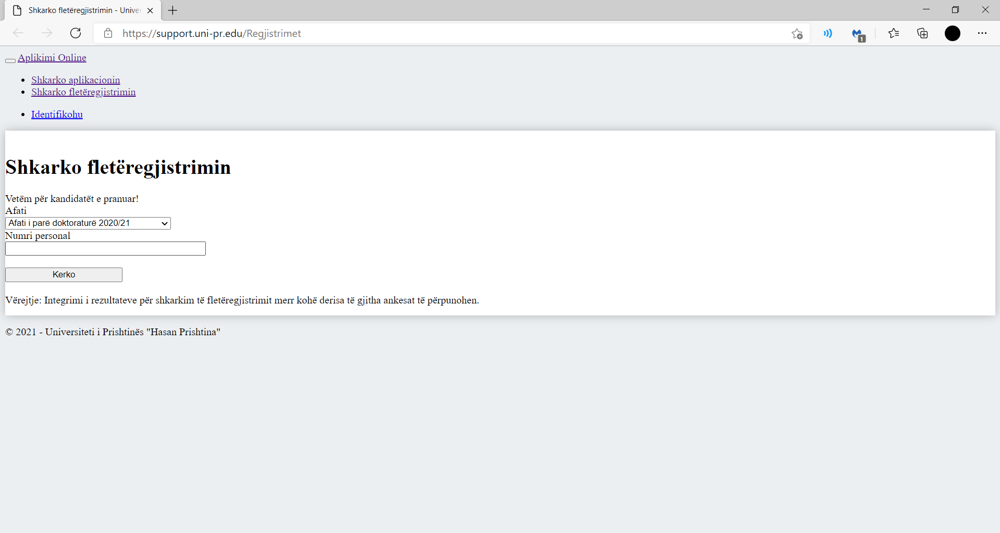 Shkarko fletëregjistrimin - Univer
https://support.uni-pr.edu/Regjistrimet
1
Aplikimi Online
Shkarko aplikacionin
Shkarko fletëregjistrimin
Identifikohu
Shkarko fletëregjistrimin
Vetëm për kandidatët e pranuar!
Afati
Afati i parë doktoraturë 2020/21
Numri personal
Kerko
Vërejtje: Integrimi i rezultateve për shkarkim të fletëregjistrimit merr kohë derisa të gjitha ankesat të përpunohen.
© 2021 - Universiteti i Prishtinës "Hasan Prishtina"